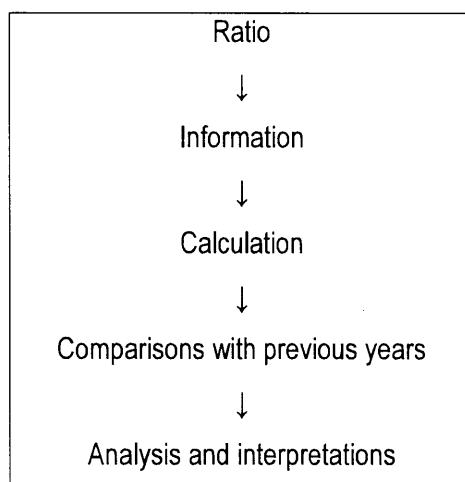 Ratio
↓
Information
↓
Calculation
↓
Comparisons with previous years
↓
Analysis and interpretations